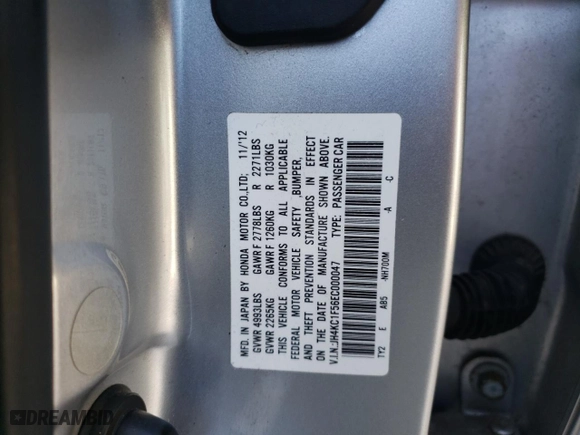 MFD. IN JAPAN BY HONDA MOTOR CO.,LTD; 11/12
GVWR 4993LBS GAWR F 2778LBS R 2271LBS
GVWR 2265KG GAWR F 1260KG R 1030KG
THIS VEHICLE CONFORMS TO ALL APPLICABLE
FEDERAL MOTOR VEHICLE SAFETY ,BUMPER,
AND THEFT PREVENTION STANDARDS IN EFFECT
ON THE DATE OF MANUFACTURE SHOWN ABOVE.
V.I.N.:JH4KC1F56EC000047 TYPE: PASSENGER CAR
TY2 E AB5 -NH700M -A -C
DREAMBID